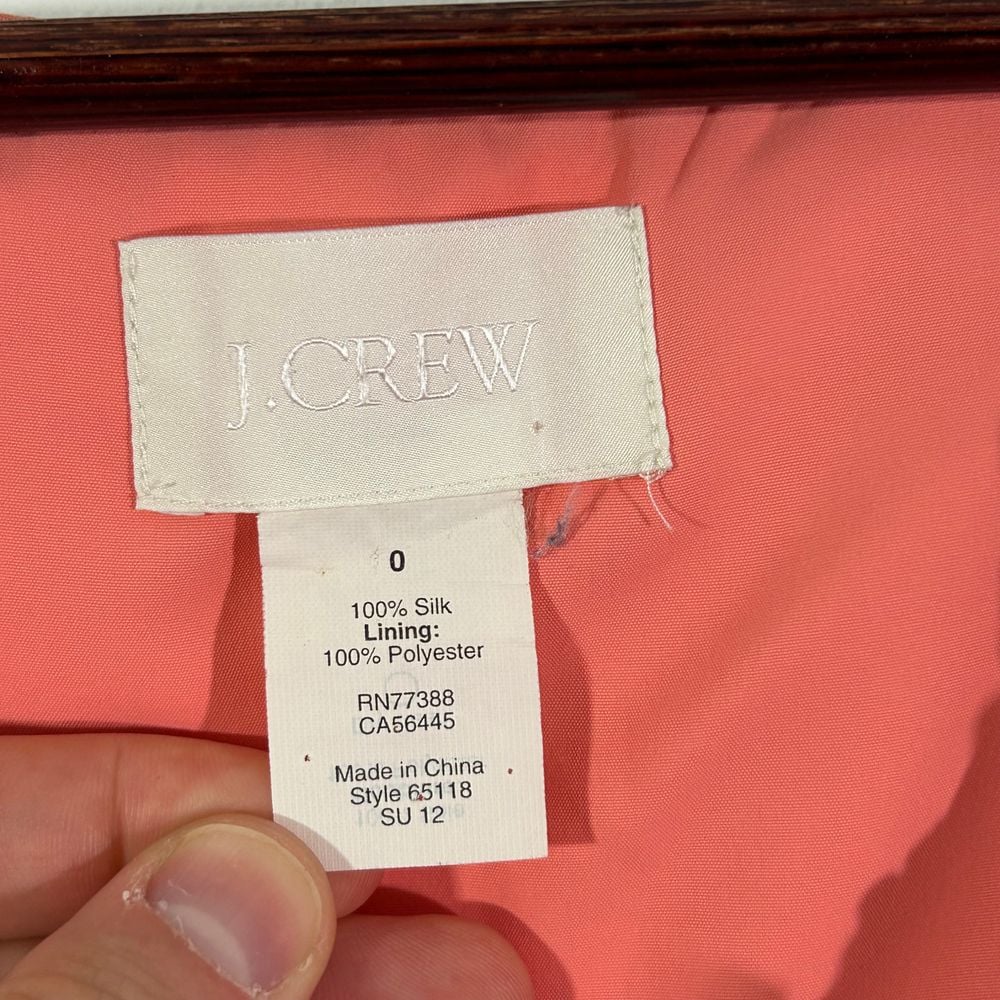 J.CREW
0
100% Silk
Lining:
100% Polyester
RN77388
CA56445
Made in China
Style 65118
SU 12